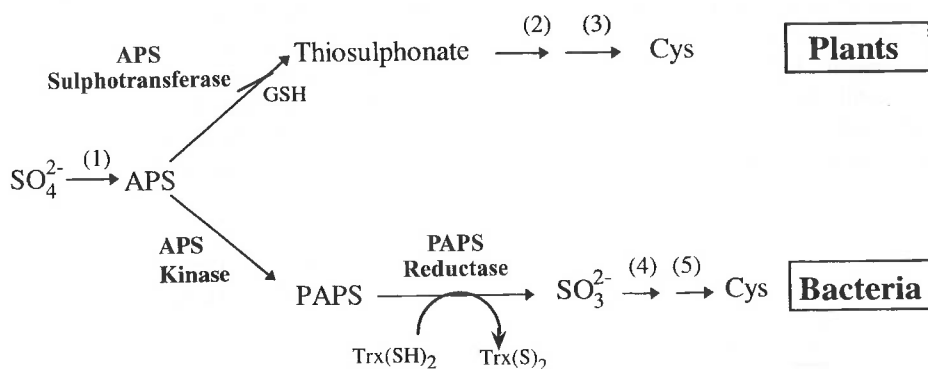 APS
Sulphotransferase
GSH
Thiosulphonate (2) (3) Cys
Plants
SO₄²⁻ (1) APS
APS
Kinase
PAPS
PAPS
Reductase
Trx(SH)₂ Trx(S)₂
SO₃²⁻ (4) (5) Cys
Bacteria